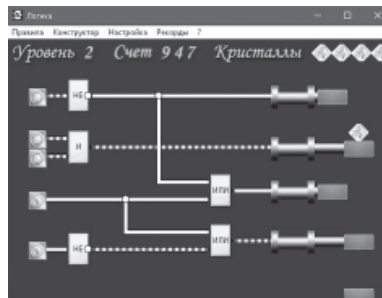 Логика
Правила Конструктор Настройка Рекорды ?
Уровень 2 Счет 947 Кристаллы
НЕ
И
ИЛИ
ИЛИ
НЕ